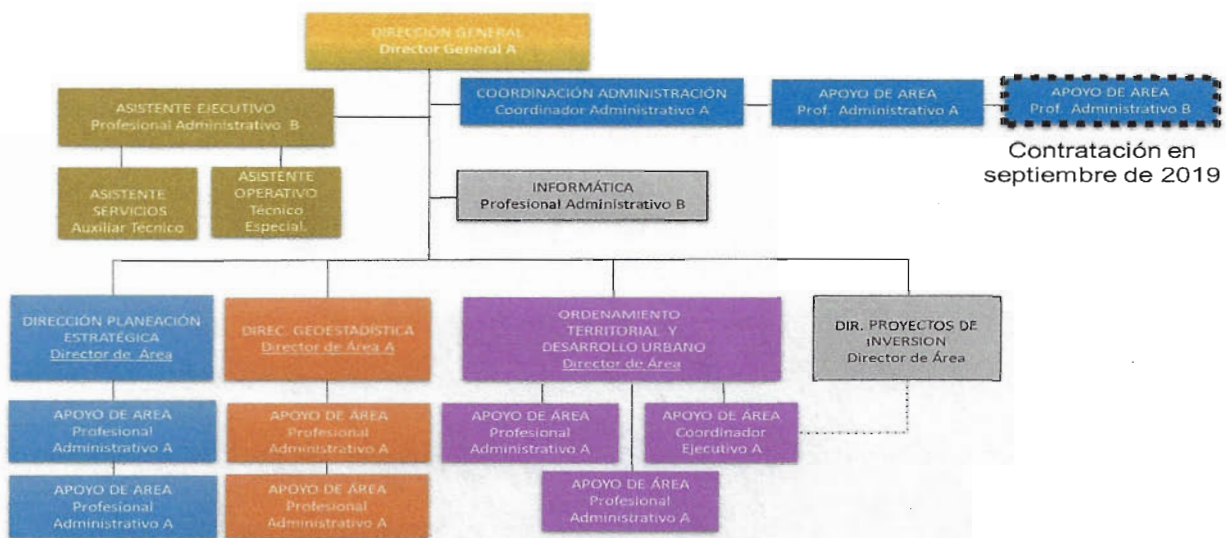 DIRECCIÓN GENERAL
Director General A
COORDINACIÓN ADMINISTRACIÓN
Coordinador Administrativo A
APOYO DE AREA
Prof. Administrativo A
APOYO DE AREA
Prof. Administrativo B
Contratación en
septiembre de 2019
ASISTENTE EJECUTIVO
Profesional Administrativo B
ASISTENTE
SERVICIOS
Auxiliar Técnico
ASISTENTE
OPERATIVO
Técnico
Especial.
INFORMÁTICA
Profesional Administrativo B
DIRECCIÓN PLANEACIÓN
ESTRATÉGICA
Director de Área
DIREC. GEOESTADÍSTICA
Director de Área A
ORDENAMIENTO
TERRITORIAL Y
DESARROLLO URBANO
Director de Área
DIR. PROYECTOS DE
INVERSION
Director de Área
APOYO DE ÁREA
Profesional
Administrativo A
APOYO DE ÁREA
Profesional
Administrativo A
APOYO DE ÁREA
Profesional
Administrativo A
APOYO DE ÁREA
Coordinador
Ejecutivo A
APOYO DE ÁREA
Profesional
Administrativo A
APOYO DE ÁREA
Profesional
Administrativo A
APOYO DE ÁREA
Profesional
Administrativo A